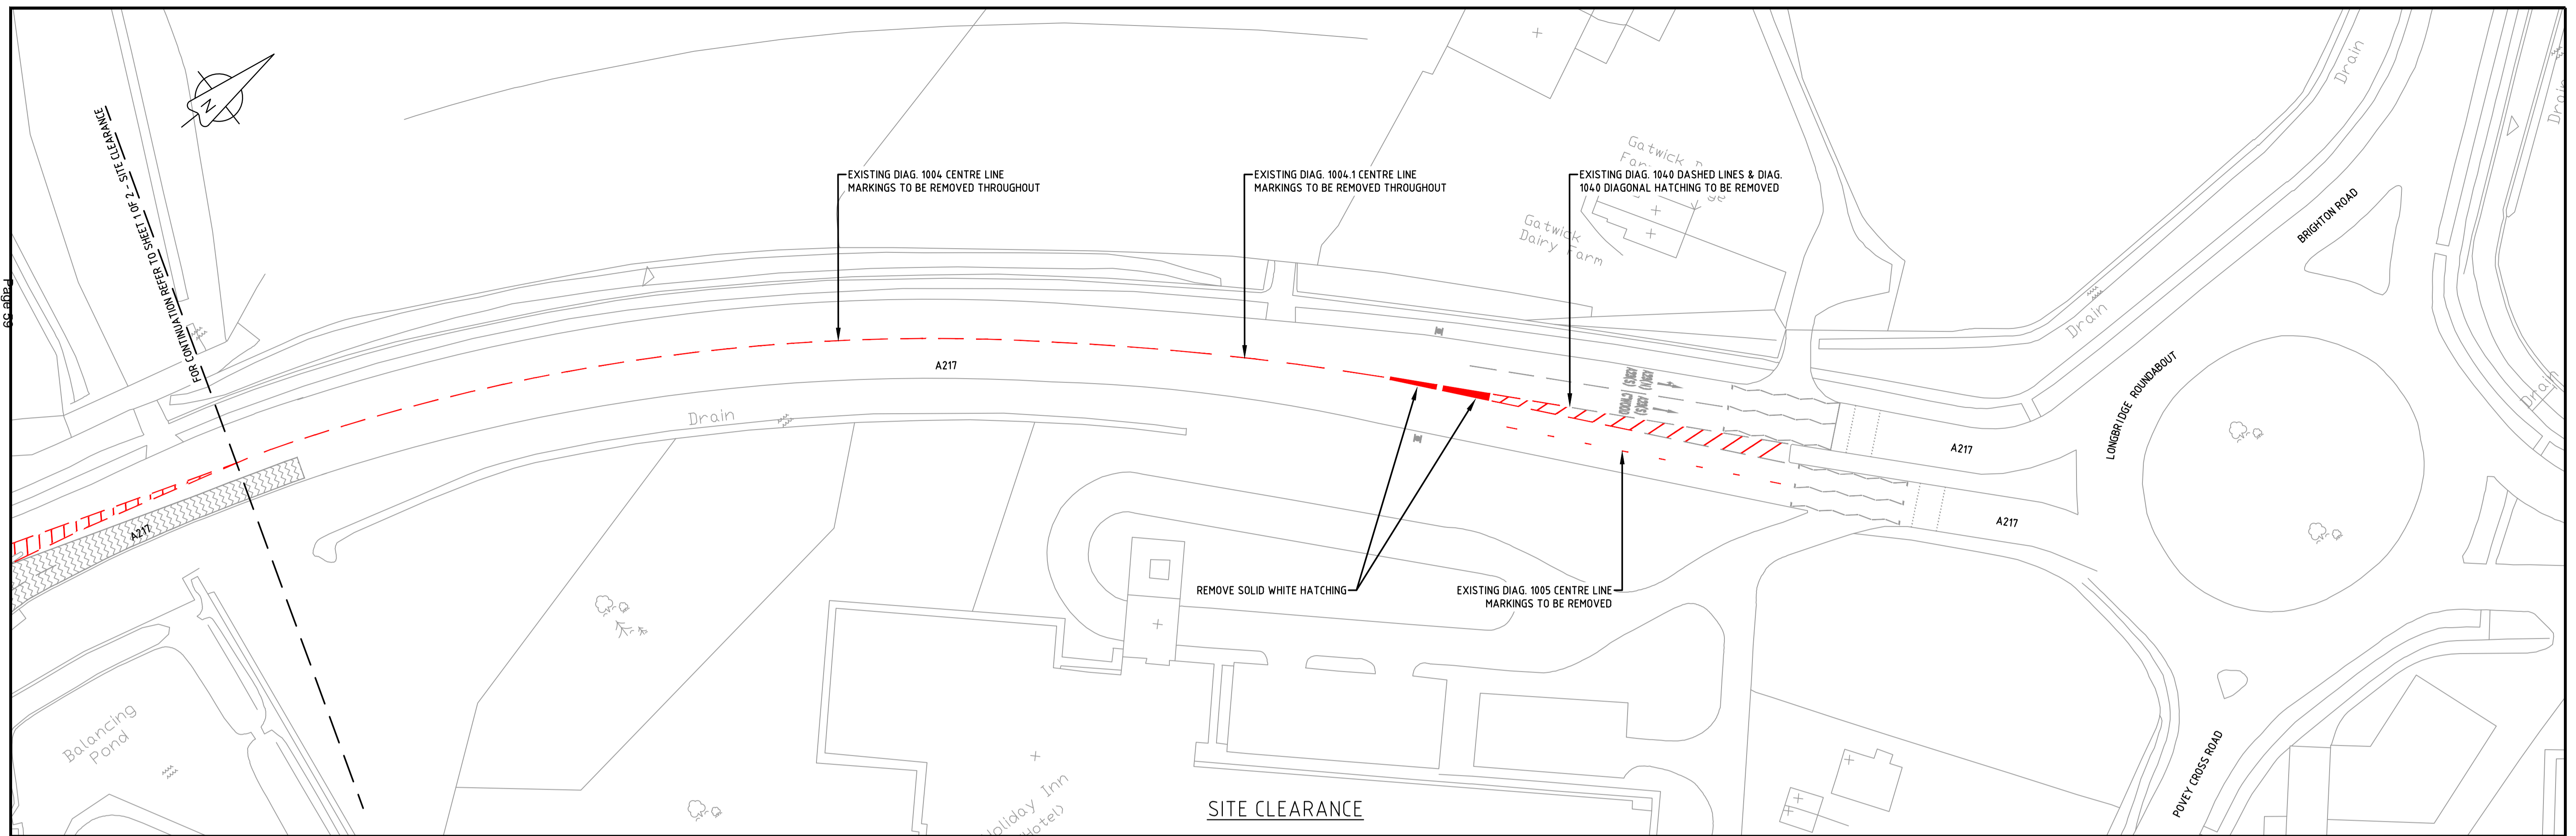 N
FOR CONTINUATION REFER TO SHEET 1 OF 2 - SITE CLEARANCE
Page 59
EXISTING DIAG. 1004 CENTRE LINE
MARKINGS TO BE REMOVED THROUGHOUT
EXISTING DIAG. 1004.1 CENTRE LINE
MARKINGS TO BE REMOVED THROUGHOUT
EXISTING DIAG. 1040 DASHED LINES & DIAG.
1040 DIAGONAL HATCHING TO BE REMOVED
Gatwick
Gatwick
Dairy Farm
Drain
Drain
Drain
Drain
BRIGHTON ROAD
LONGBRIDGE ROUNDABOUT
A217
A217
A217
A217
Drain
REMOVE SOLID WHITE HATCHING
EXISTING DIAG. 1005 CENTRE LINE
MARKINGS TO BE REMOVED
Balancing
Pond
Inn
SITE CLEARANCE
POVEY CROSS ROAD